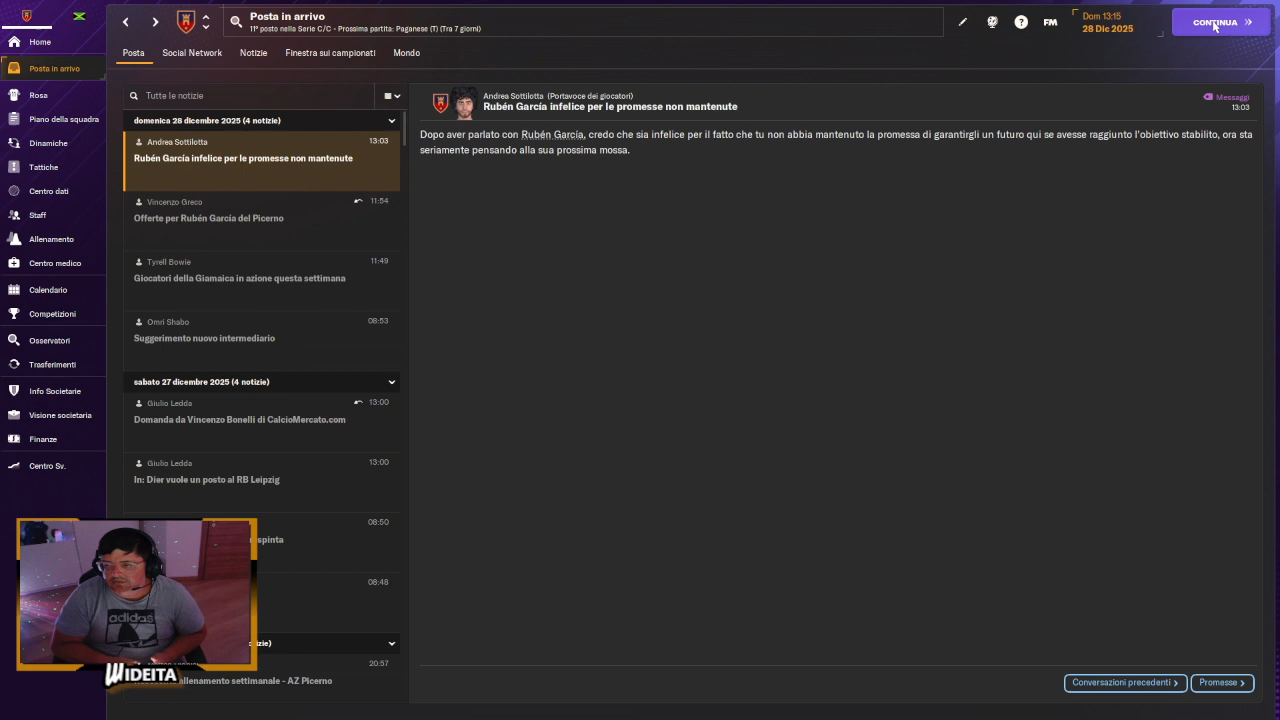 Posta in arrivo
11° posto nella Serie C/C - Prossima partita: Paganese (T) (Tra 7 giorni)
FM
Dom 13:15
28 Dic 2025
CONTINUA
Posta
Social Network
Notizie
Finestra sui campionati
Mondo
Home
Posta in arrivo
Rosa
Piano della squadra
Dinamiche
Tattiche
Centro dati
Staff
Allenamento
Centro medico
Calendario
Competizioni
Osservatori
Trasferimenti
Info Societarie
Visione societaria
Finanze
Centro Sv.
Tutte le notizie
domenica 28 dicembre 2025 (4 notizie)
Andrea Sottilotta 13:03
Rubén García infelice per le promesse non mantenute
Vincenzo Greco 11:54
Offerte per Rubén García del Picerno
Tyrell Bowie 11:49
Giocatori della Giamaica in azione questa settimana
Omri Shabo 08:53
Suggerimento nuovo intermediario
sabato 27 dicembre 2025 (4 notizie)
Giulio Ledda 13:00
Domanda da Vincenzo Bonelli di CalcioMercato.com
Giulio Ledda 13:00
In: Dier vuole un posto al RB Leipzig
08:50
spinta
08:48
izie)
20:57
allenamento settimanale - AZ Picerno
Andrea Sottilotta (Portavoce dei giocatori)
Rubén García infelice per le promesse non mantenute
Messaggi
13:03
Dopo aver parlato con Rubén García, credo che sia infelice per il fatto che tu non abbia mantenuto la promessa di garantirgli un futuro qui se avesse raggiunto l'obiettivo stabilito, ora sta
seriamente pensando alla sua prossima mossa.
Conversazioni precedenti
Promesse
adidas
WIDEITA